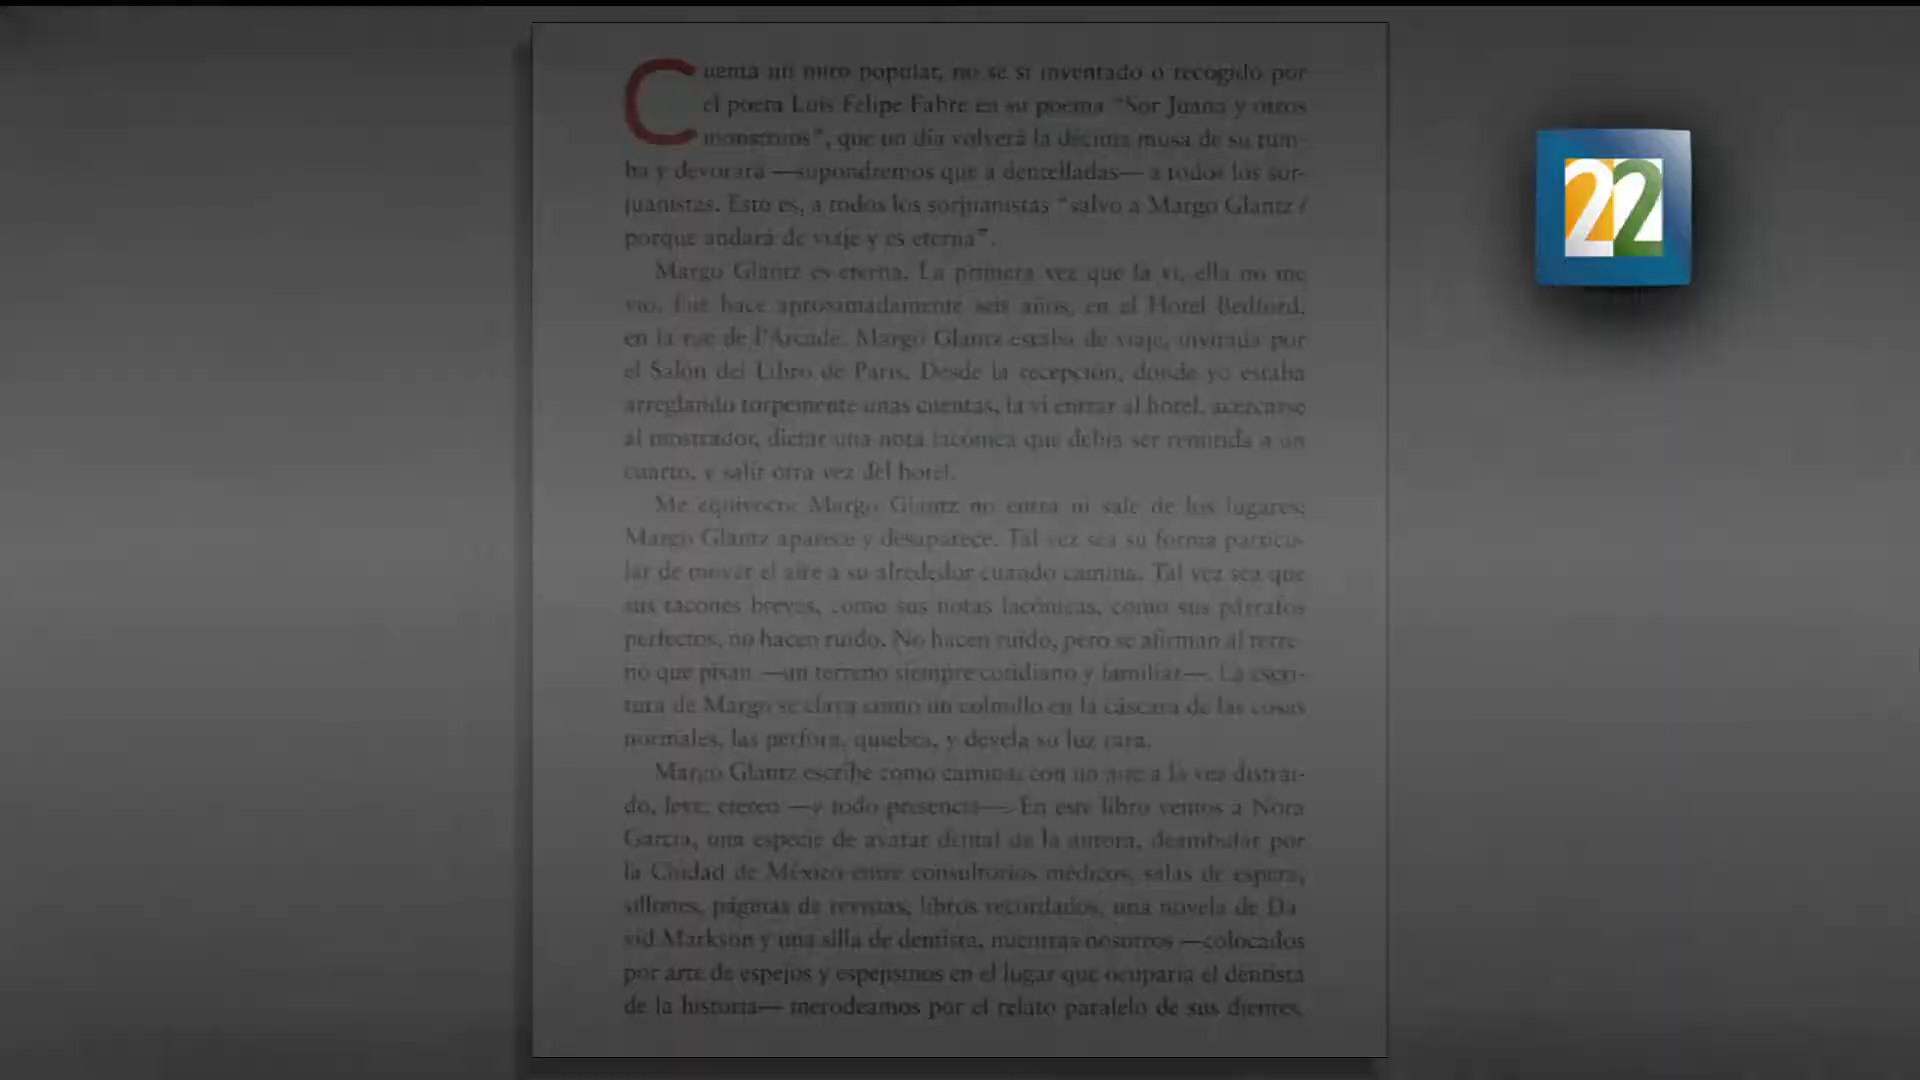 Cuenta un mito popular, no sé si inventado o recogido por
el poeta Luis Felipe Fabre en su poema "Sor Juana y otros
monstruos", que un día volverá la décima musa de su tum-
ba y devorará —supondremos que a dentelladas— a todos los sor-
juanistas. Esto es, a todos los sorjuanistas "salvo a Margo Glantz /
porque andará de viaje y es eterna".
Margo Glantz es eterna. La primera vez que la vi, ella no me
vio. Fue hace aproximadamente seis años, en el Hotel Bedford,
en la rue de l'Arcade. Margo Glantz estaba de viaje, invitada por
el Salón del Libro de París. Desde la recepción, donde yo estaba
arreglando torpemente unas cuentas, la vi entrar al hotel, acercarse
al mostrador, dictar una nota lacónica que debía ser remitida a un
cuarto, y salir otra vez del hotel.
Me equivoco: Margo Glantz no entra ni sale de los lugares;
Margo Glantz aparece y desaparece. Tal vez sea su forma particu-
lar de mover el aire a su alrededor cuando camina. Tal vez sea que
sus tacones breves, como sus notas lacónicas, como sus párrafos
perfectos, no hacen ruido. No hacen ruido, pero se afirman al terre-
no que pisan —un terreno siempre cotidiano y familiar—. La escri-
tura de Margo se clava como un colmillo en la cáscara de las cosas
normales, las perfora, quiebra, y devela su luz rara.
Margo Glantz escribe como camina: con un aire a la vez distraí-
do, leve, etéreo —y todo presencia—. En este libro vemos a Nora
García, una especie de avatar dental de la autora, deambular por
la Ciudad de México entre consultorios médicos, salas de espera,
sillones, páginas de revistas, libros recordados, una novela de Da-
vid Markson y una silla de dentista, mientras nosotros —colocados
por arte de espejos y espejismos en el lugar que ocuparía el dentista
de la historia— merodeamos por el relato paralelo de sus dientes,
22